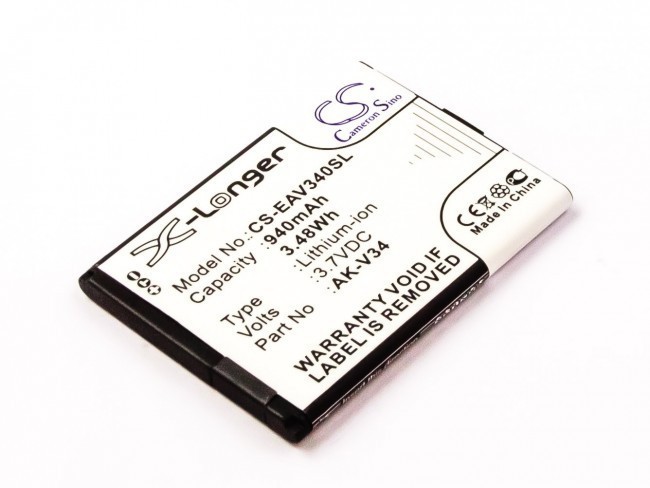 CS
Cameron Sino
X-Longer
Model No.: CS-EAV340SL
Capacity :940mAh
3.48Wh
Type :Lithium-ion
Volts :3.7VDC
Part No :AK-V34
WARRANTY VOID IF
LABEL REMOVED
Made In China